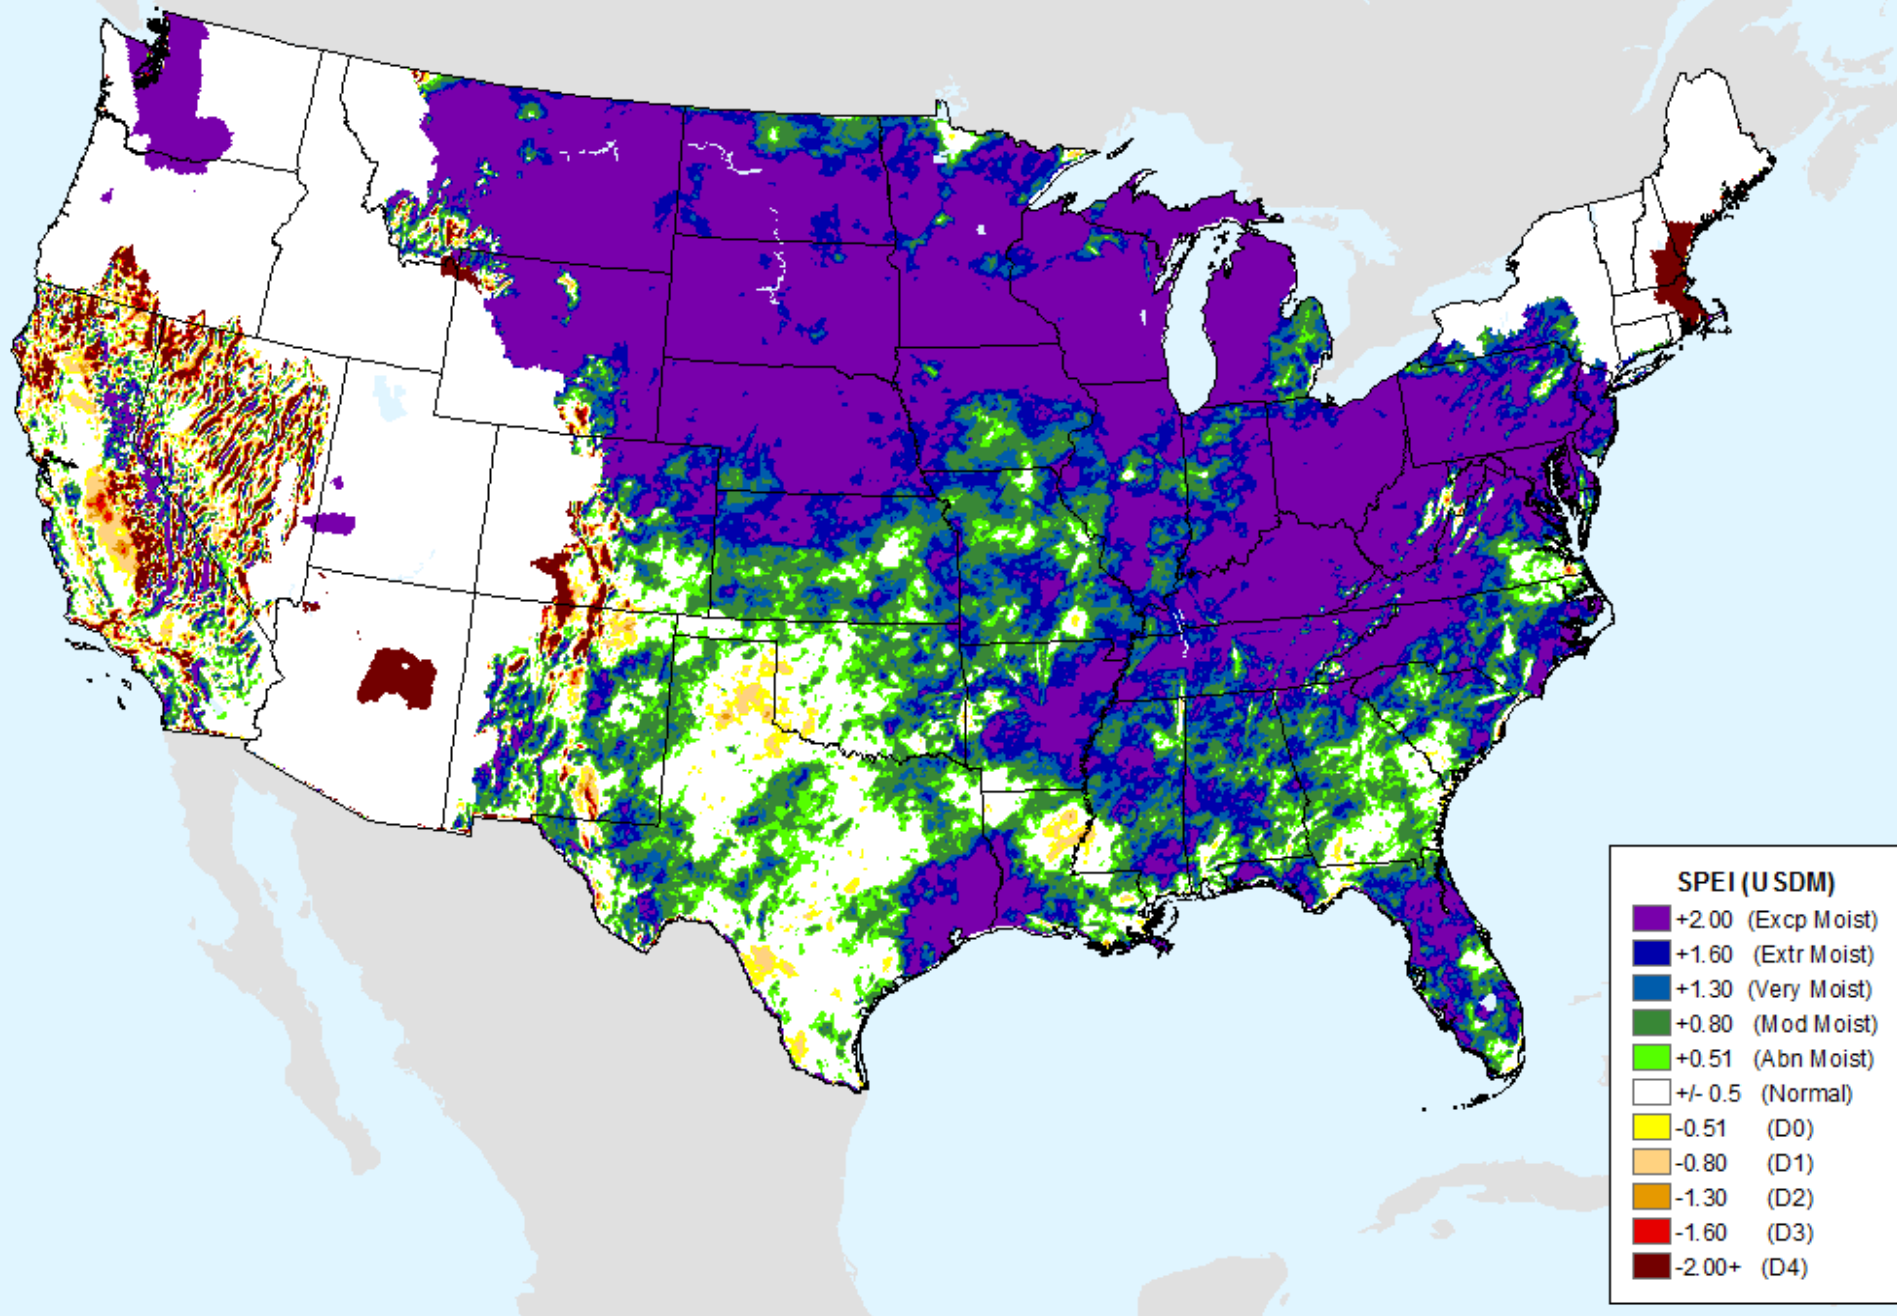 SPEI (USDM)
+2.00 (Excp Moist)
+1.60 (Extr Moist)
+1.30 (Very Moist)
+0.80 (Mod Moist)
+0.51 (Abn Moist)
+/- 0.5 (Normal)
-0.51 (D0)
-0.80 (D1)
-1.30 (D2)
-1.60 (D3)
-2.00+ (D4)